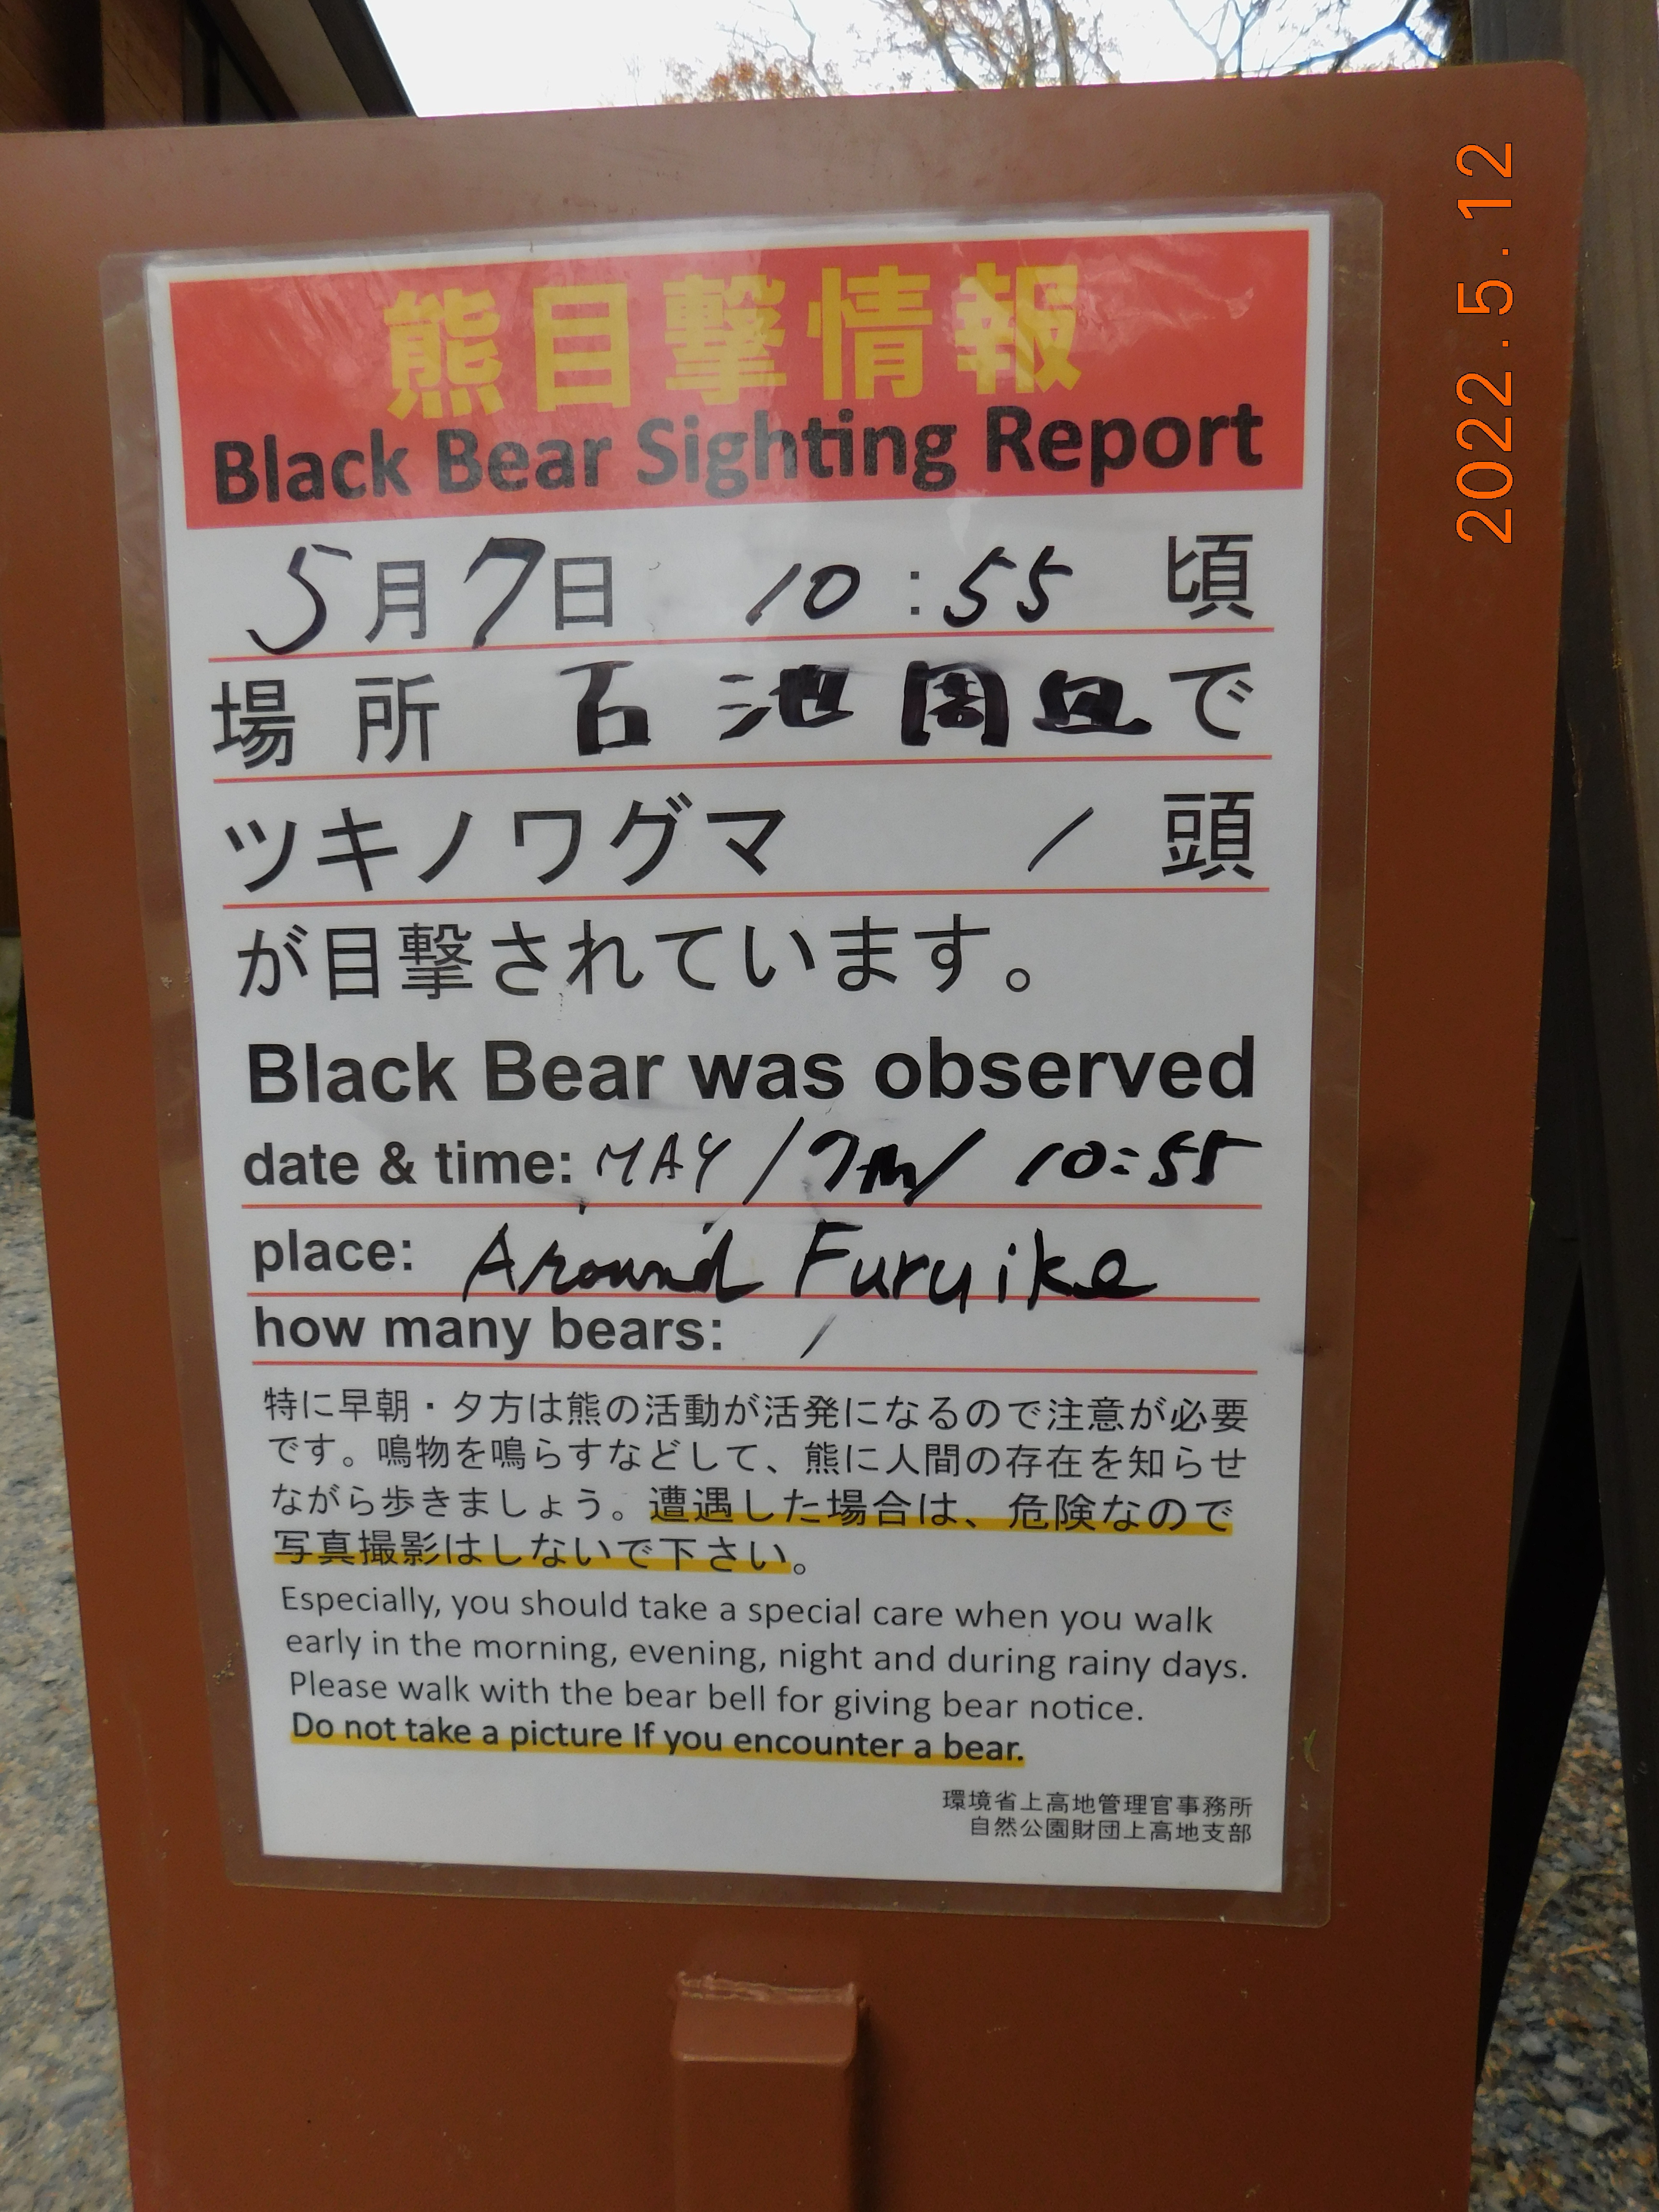 熊目撃情報
Black Bear Sighting Report
5月7日 10:55 頃
場所 池周辺で
ツキノワグマ 1頭
が目撃されています。
Black Bear was observed
date & time: MAY/7th/ 10:55
place: Around Furuike
how many bears: 1
特に早朝・夕方は熊の活動が活発になるので注意が必要
です。鳴物を鳴らすなどして、熊に人間の存在を知らせ
ながら歩きましょう。遭遇した場合は、危険なので
写真撮影はしないで下さい。
Especially, you should take a special care when you walk
early in the morning, evening, night and during rainy days.
Please walk with the bear bell for giving bear notice.
Do not take a picture If you encounter a bear.
環境省上高地管理官事務所
自然公園財団上高地支部
2022.5.12